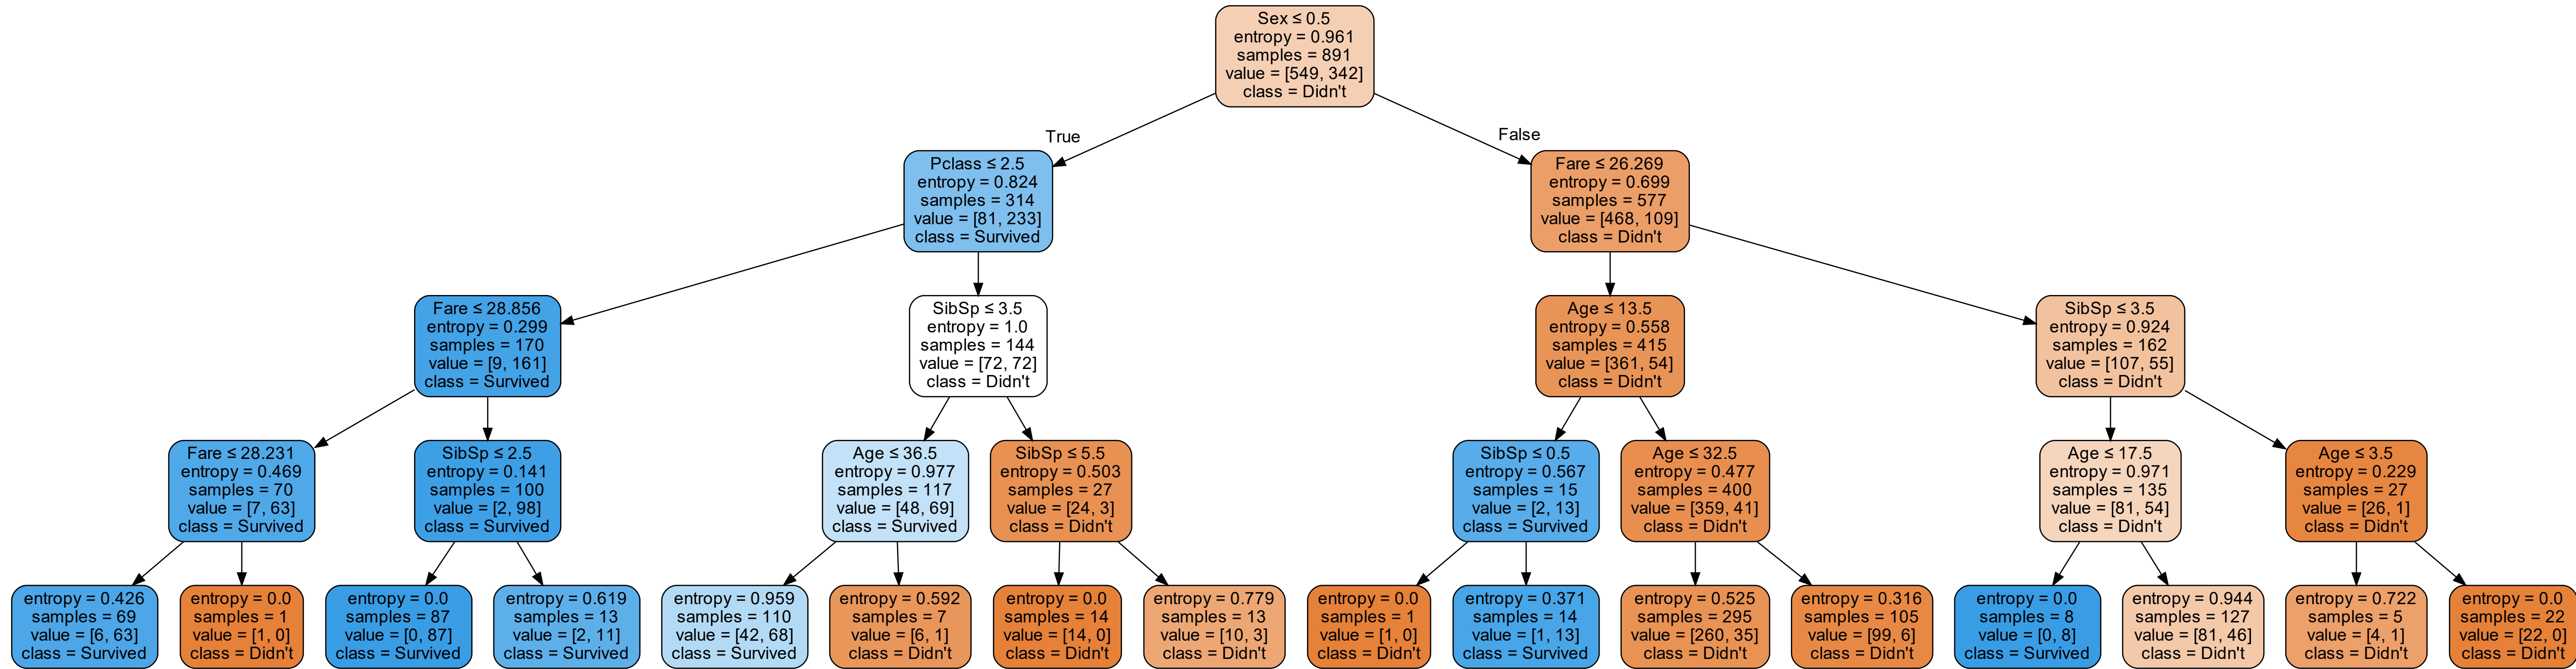 Sex ≤ 0.5
entropy = 0.961
samples = 891
value = [549, 342]
class = Didn't
True
False
Pclass ≤ 2.5
entropy = 0.824
samples = 314
value = [81, 233]
class = Survived
Fare ≤ 26.269
entropy = 0.699
samples = 577
value = [468, 109]
class = Didn't
Fare ≤ 28.856
entropy = 0.299
samples = 170
value = [9, 161]
class = Survived
SibSp ≤ 3.5
entropy = 1.0
samples = 144
value = [72, 72]
class = Didn't
Age ≤ 13.5
entropy = 0.558
samples = 415
value = [361, 54]
class = Didn't
SibSp ≤ 3.5
entropy = 0.924
samples = 162
value = [107, 55]
class = Didn't
Fare ≤ 28.231
entropy = 0.469
samples = 70
value = [7, 63]
class = Survived
SibSp ≤ 2.5
entropy = 0.141
samples = 100
value = [2, 98]
class = Survived
Age ≤ 36.5
entropy = 0.977
samples = 117
value = [48, 69]
class = Survived
SibSp ≤ 5.5
entropy = 0.503
samples = 27
value = [24, 3]
class = Didn't
SibSp ≤ 0.5
entropy = 0.567
samples = 15
value = [2, 13]
class = Survived
Age ≤ 32.5
entropy = 0.477
samples = 400
value = [359, 41]
class = Didn't
Age ≤ 17.5
entropy = 0.971
samples = 135
value = [81, 54]
class = Didn't
Age ≤ 3.5
entropy = 0.229
samples = 27
value = [26, 1]
class = Didn't
entropy = 0.426
samples = 69
value = [6, 63]
class = Survived
entropy = 0.0
samples = 1
value = [1, 0]
class = Didn't
entropy = 0.0
samples = 87
value = [0, 87]
class = Survived
entropy = 0.619
samples = 13
value = [2, 11]
class = Survived
entropy = 0.959
samples = 110
value = [42, 68]
class = Survived
entropy = 0.592
samples = 7
value = [6, 1]
class = Didn't
entropy = 0.0
samples = 14
value = [14, 0]
class = Didn't
entropy = 0.779
samples = 13
value = [10, 3]
class = Didn't
entropy = 0.0
samples = 1
value = [1, 0]
class = Didn't
entropy = 0.371
samples = 14
value = [1, 13]
class = Survived
entropy = 0.525
samples = 295
value = [260, 35]
class = Didn't
entropy = 0.316
samples = 105
value = [99, 6]
class = Didn't
entropy = 0.0
samples = 8
value = [0, 8]
class = Survived
entropy = 0.944
samples = 127
value = [81, 46]
class = Didn't
entropy = 0.722
samples = 5
value = [4, 1]
class = Didn't
entropy = 0.0
samples = 22
value = [22, 0]
class = Didn't